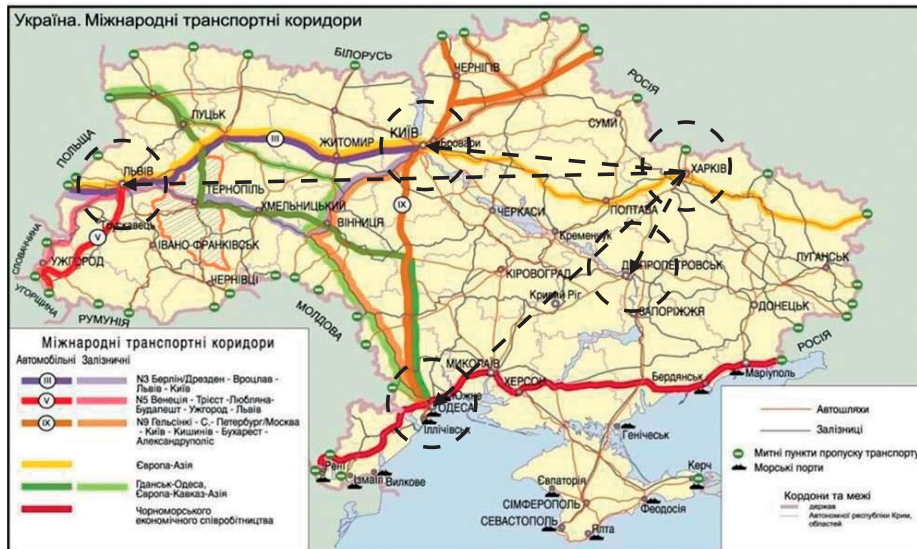 Україна. Міжнародні транспортні коридори
БІЛОРУСЬ
РОСІЯ
ПОЛЬЩА
СЛОВАЧЧИНА
УГОРЩИНА
РУМУНІЯ
МОЛДОВА
РОСІЯ
ЧЕРНІГІВ
ЛУЦЬК
КИЇВ
Бровари
СУМИ
III
ЖИТОМИР
ХАРКІВ
ЛЬВІВ
ТЕРНОПІЛЬ
ХМЕЛЬНИЦЬКИЙ
ПОЛТАВА
Трускавець
ВІННИЦЯ
IX
ЧЕРКАСИ
Кременчук
V
ІВАНО-ФРАНКІВСЬК
УЖГОРОД
ЧЕРНІВЦІ
КІРОВОГРАД
ДНІПРОПЕТРОВСЬК
ЛУГАНСЬК
Кривий Ріг
ЗАПОРІЖЖЯ
ДОНЕЦЬК
МИКОЛАЇВ
ХЕРСОН
Бердянськ
Маріуполь
Южне
ОДЕСА
Іллічівськ
Генічеськ
Рені
Ізмаїл
Вилкове
Керч
Євпаторія
СІМФЕРОПОЛЬ
Феодосія
СЕВАСТОПОЛЬ
Ялта
Міжнародні транспортні коридори
Автомобільні Залізничні
III N3 Берлін/Дрезден - Вроцлав -
Львів - Київ
V N5 Венеція - Трієст -Любляна-
Будапешт - Ужгород - Львів
IX N9 Гельсінкі - С.- Петербург/Москва
- Київ - Кишинів - Бухарест -
Александруполіс
Європа-Азія
Гданськ-Одеса,
Європа-Кавказ-Азія
Чорноморського
економічного співробітництва
Автошляхи
Залізниці
Митні пункти пропуску транспорту
Морські порти
Кордони та межі
держав
Автономної республіки Крим,
областей